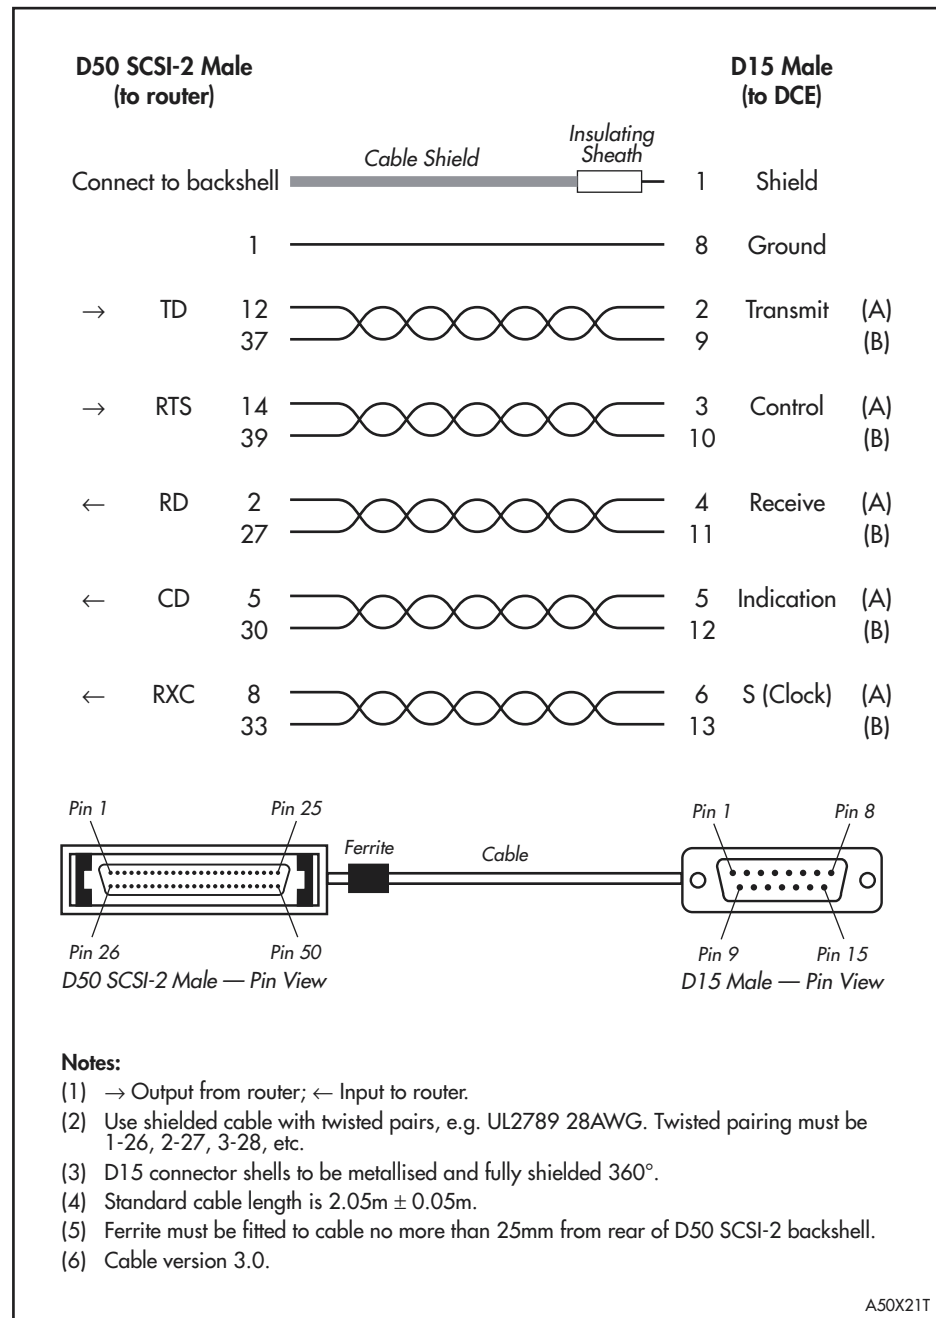 D50 SCSI-2 Male
(to router)
D15 Male
(to DCE)
Connect to backshell
Cable Shield
Insulating
Sheath
1 Shield
1 8 Ground
→ TD 12 2 Transmit (A)
37 9 (B)
→ RTS 14 3 Control (A)
39 10 (B)
← RD 2 4 Receive (A)
27 11 (B)
← CD 5 5 Indication (A)
30 12 (B)
← RXC 8 6 S (Clock) (A)
33 13 (B)
Pin 1 Pin 25 Pin 1 Pin 8
Ferrite Cable
Pin 26 Pin 50 Pin 9 Pin 15
D50 SCSI-2 Male — Pin View
D15 Male — Pin View
Notes:
(1) → Output from router; ← Input to router.
(2) Use shielded cable with twisted pairs, e.g. UL2789 28AWG. Twisted pairing must be
1-26, 2-27, 3-28, etc.
(3) D15 connector shells to be metallised and fully shielded 360°.
(4) Standard cable length is 2.05m ± 0.05m.
(5) Ferrite must be fitted to cable no more than 25mm from rear of D50 SCSI-2 backshell.
(6) Cable version 3.0.
A50X21T